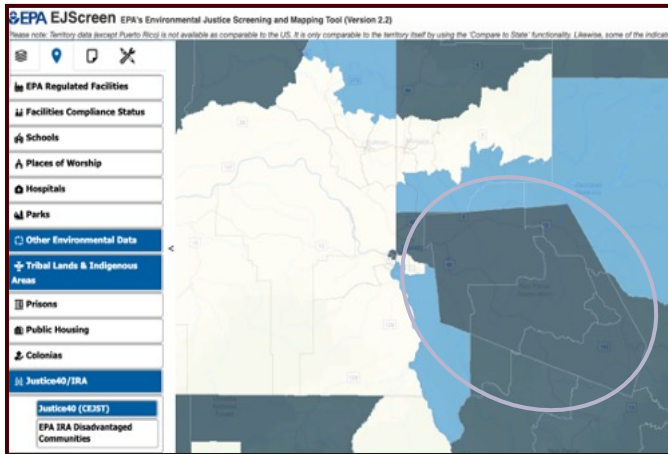 EPA EJScreen EPA's Environmental Justice Screening and Mapping Tool (Version 2.2)
Please note: Territory data (except Puerto Rico) is not available as comparable to the US. It is only comparable to the territory itself by using the 'Compare to State' functionality. Likewise, some of the indicat
EPA Regulated Facilities
Facilities Compliance Status
Schools
Places of Worship
Hospitals
Parks
Other Environmental Data
Tribal Lands & Indigenous
Areas
Prisons
Public Housing
Colonias
Justice40/IRA
Justice40 (CEJST)
EPA IRA Disadvantaged
Communities